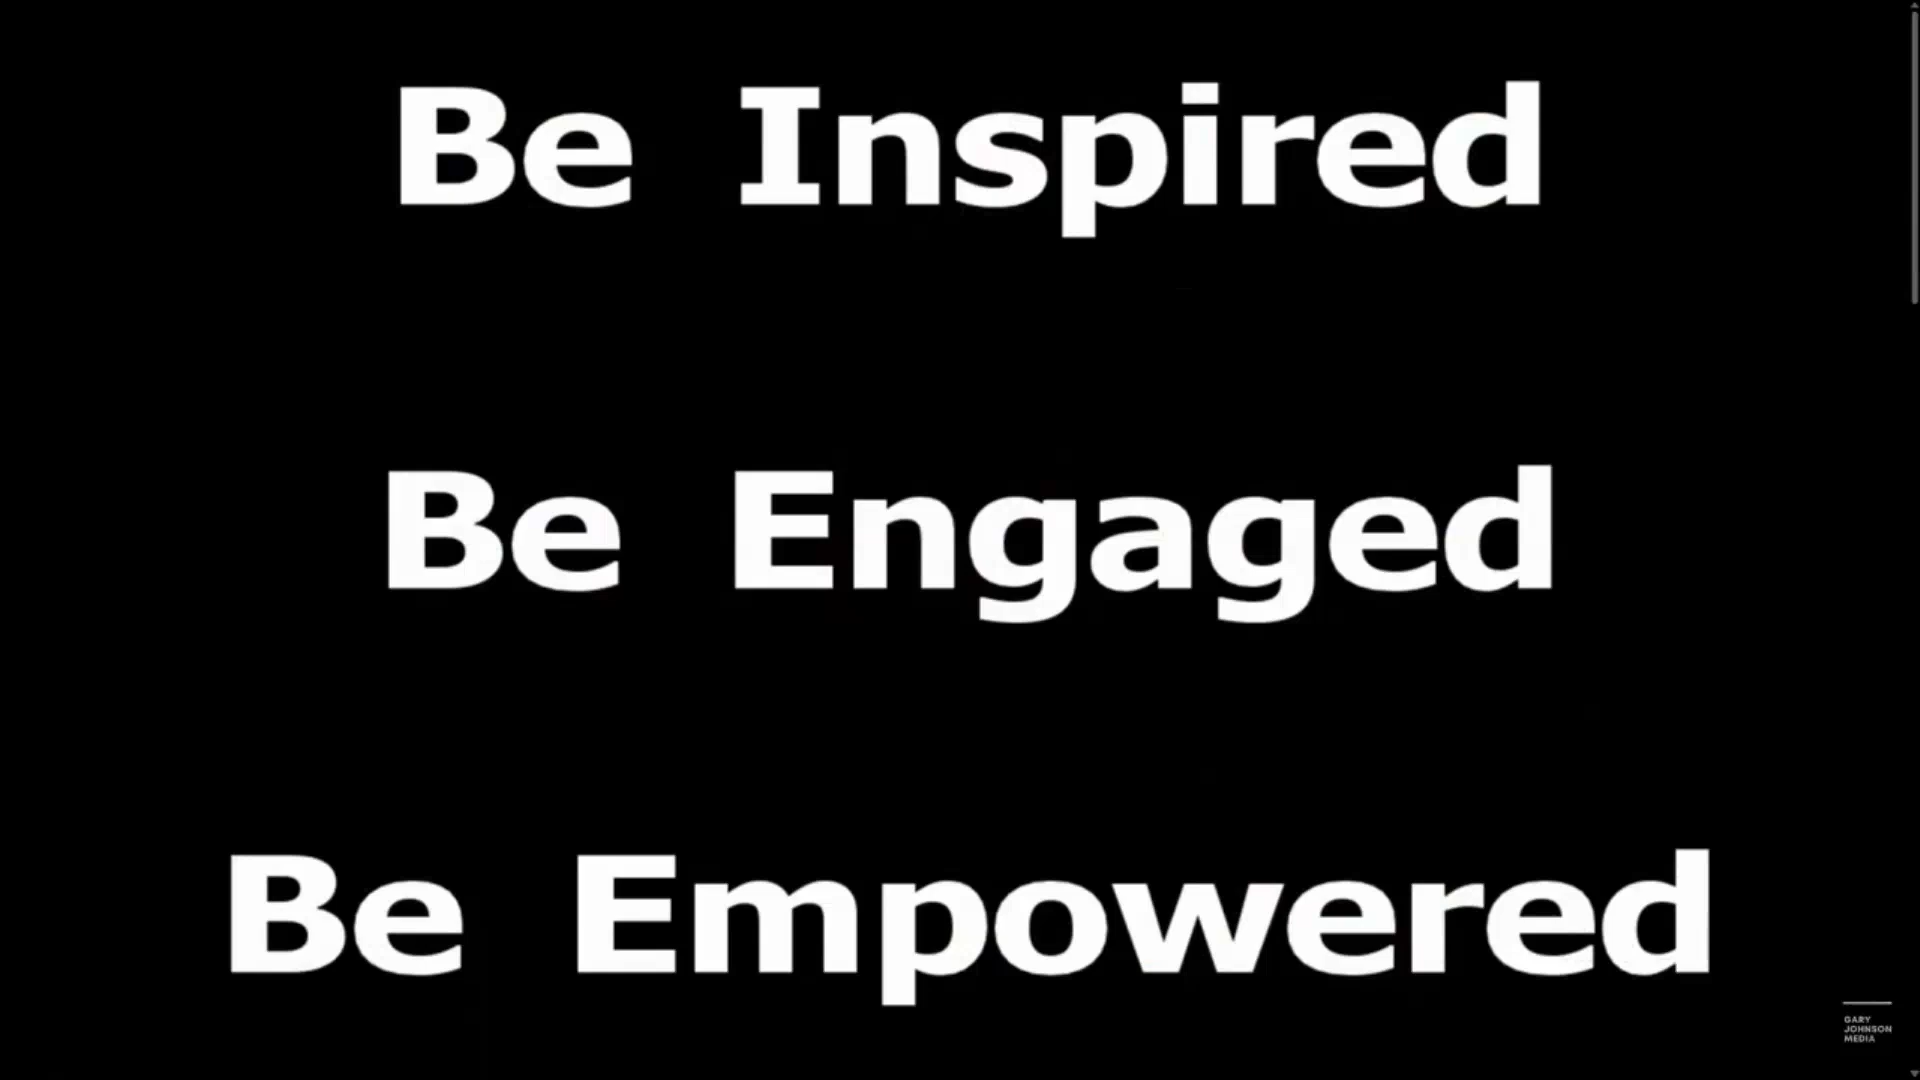 Be Inspired
Be Engaged
Be Empowered
GARY
JOHNSON
MEDIA